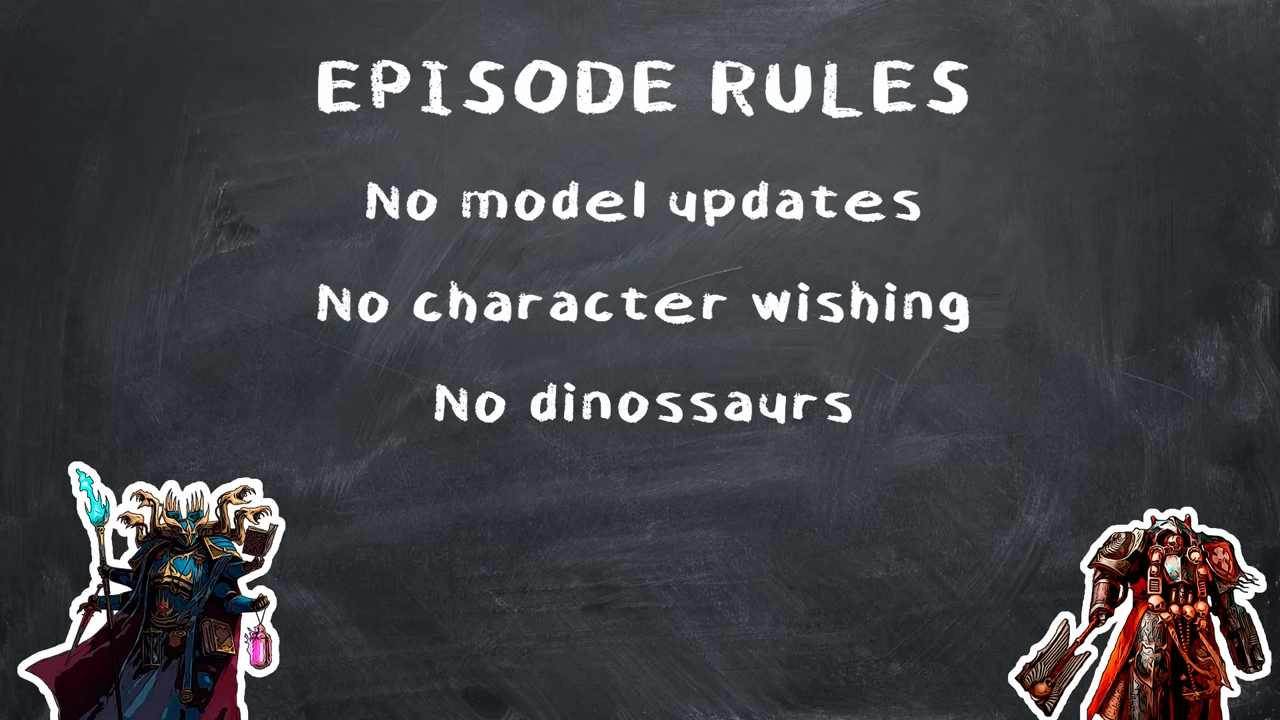 EPISODE RULES
No model updates
No character wishing
No dinossaurs